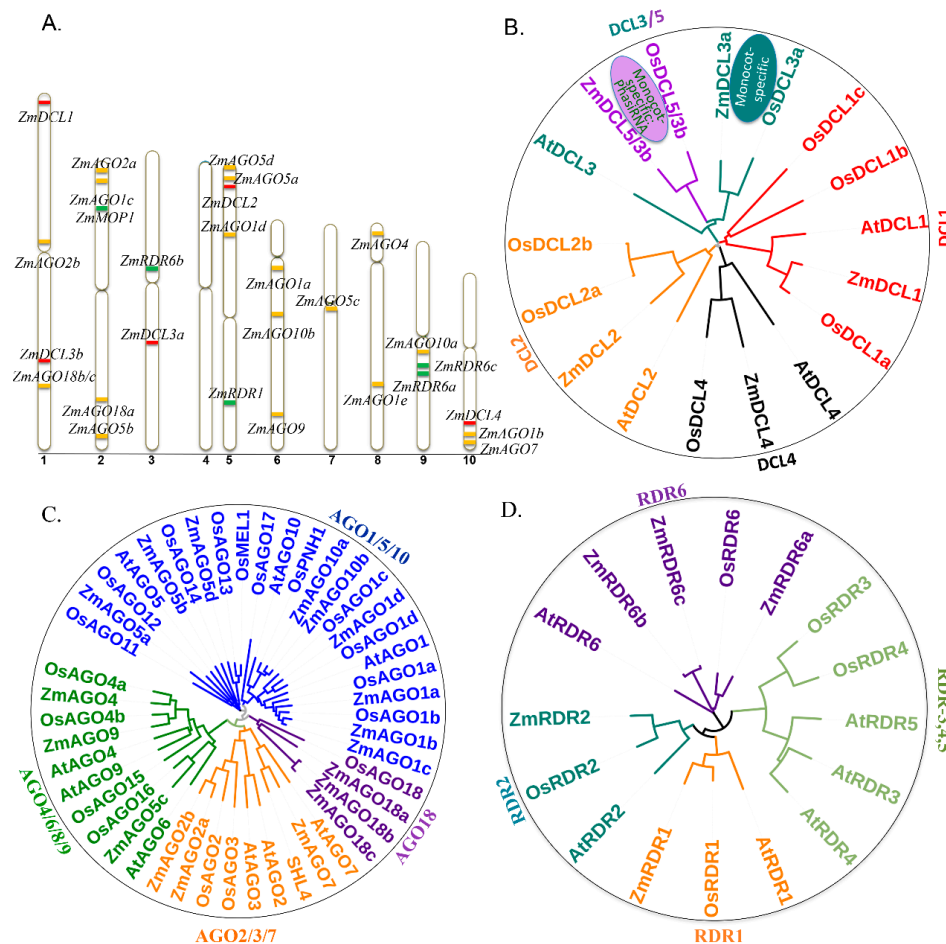 A.
ZmDCL1
ZmAGO2b
ZmDCL3b
ZmAGO18b/c
1
ZmAGO2a
ZmAGO1c
ZmMOP1
ZmAGO18a
ZmAGO5b
2
ZmRDR6b
ZmDCL3a
3
4
ZmAGO5d
ZmAGO5a
ZmDCL2
ZmAGO1d
ZmRDR1
5
ZmAGO1a
ZmAGO10b
ZmAGO9
6
ZmAGO5c
7
ZmAGO4
ZmAGO1e
8
ZmAGO10a
ZmRDR6c
ZmRDR6a
9
ZmDCL4
ZmAGO1b
ZmAGO7
10
B.
DCL3/5
AtDCL3
ZmDCL5/3b
OsDCL5/3b
Monocot-
specific:
PhasiRNA
ZmDCL3a
OsDCL3a
Monocot-
specific
OsDCL1c
OsDCL1b
AtDCL1
ZmDCL1
OsDCL1a
DCL1
AtDCL4
ZmDCL4
OsDCL4
DCL4
AtDCL2
ZmDCL2
OsDCL2a
OsDCL2b
DCL2
C.
AGO1/5/10
OsAGO11
ZmAGO5a
OsAGO12
AtAGO5
ZmAGO5b
OsAGO14
ZmAGO5d
OsAGO13
OsMEL1
OsAGO17
AtAGO10
OsPNH1
ZmAGO10a
ZmAGO10b
OsAGO1c
ZmAGO1d
OsAGO1d
AtAGO1
OsAGO1a
ZmAGO1a
OsAGO1b
ZmAGO1b
ZmAGO1c
OsAGO18
ZmAGO18a
ZmAGO18b
ZmAGO18c
AGO18
AtAGO7
ZmAGO7
SHL4
AtAGO2
AtAGO3
OsAGO3
OsAGO2
ZmAGO2a
ZmAGO2b
AGO2/3/7
AtAGO6
ZmAGO5c
OsAGO16
OsAGO15
AtAGO9
AtAGO4
ZmAGO9
OsAGO4b
ZmAGO4
OsAGO4a
AGO4/6/8/9
D.
RDR6
AtRDR6
ZmRDR6b
ZmRDR6c
OsRDR6
ZmRDR6a
OsRDR3
OsRDR4
AtRDR5
AtRDR3
AtRDR4
RDR-3,4,5
AtRDR1
OsRDR1
ZmRDR1
RDR1
AtRDR2
OsRDR2
ZmRDR2
RDR2